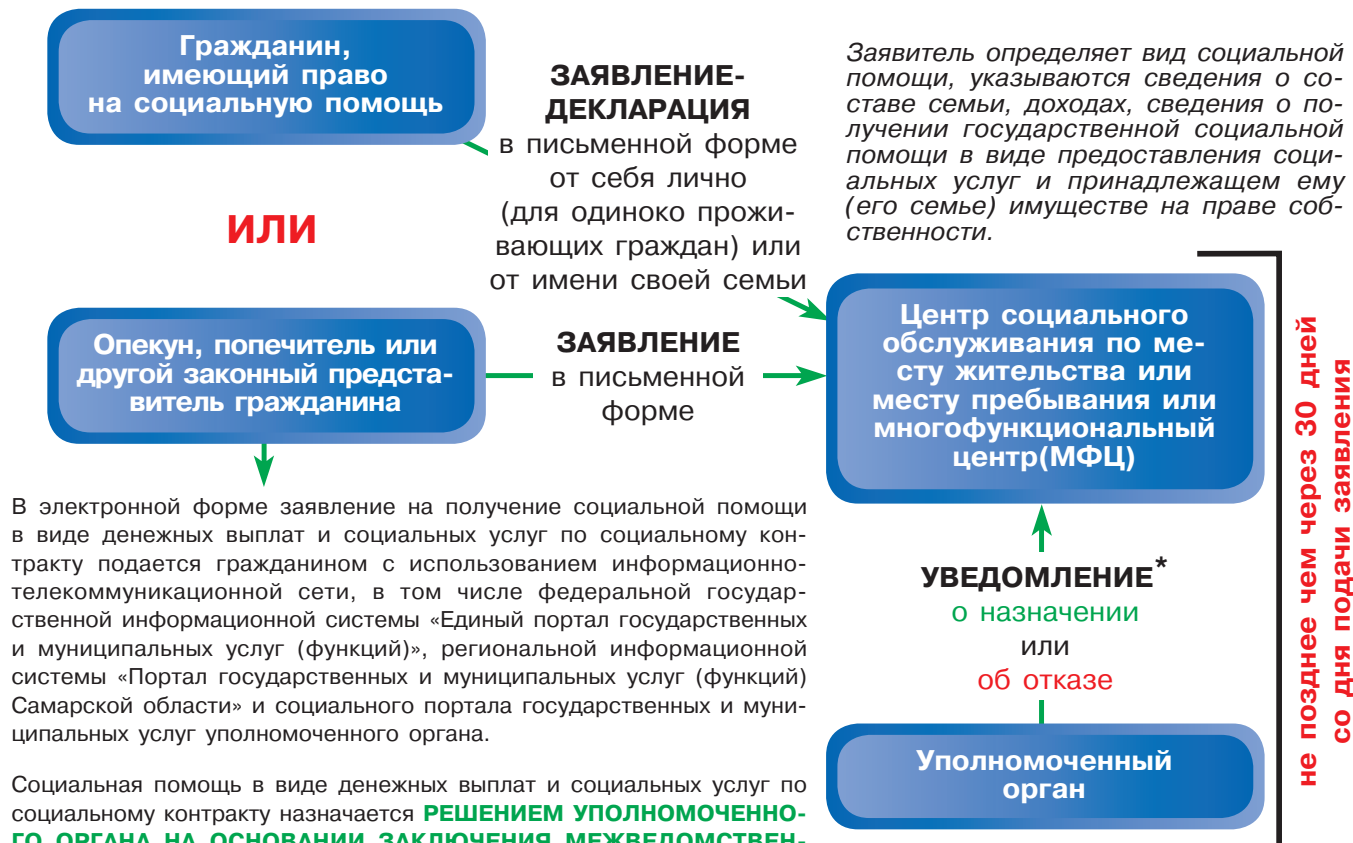 Гражданин,
имеющий право
на социальную помощь
ИЛИ
Опекун, попечитель или
другой законный предста-
витель гражданина
ЗАЯВЛЕНИЕ-
ДЕКЛАРАЦИЯ
в письменной форме
от себя лично
(для одиноко прожи-
вающих граждан) или
от имени своей семьи
ЗАЯВЛЕНИЕ
в письменной
форме
Заявитель определяет вид социальной
помощи, указываются сведения о со-
ставе семьи, доходах, сведения о по-
лучении государственной социальной
помощи в виде предоставления соци-
альных услуг и принадлежащем ему
(его семье) имуществе на праве соб-
ственности.
Центр социального
обслуживания по ме-
сту жительства или
месту пребывания или
многофункциональный
центр(МФЦ)
УВЕДОМЛЕНИЕ*
о назначении
или
об отказе
Уполномоченный
орган
не позднее чем через 30 дней
со дня подачи заявления
В электронной форме заявление на получение социальной помощи
в виде денежных выплат и социальных услуг по социальному кон-
тракту подается гражданином с использованием информационно-
телекоммуникационной сети, в том числе федеральной государ-
ственной информационной системы «Единый портал государственных
и муниципальных услуг (функций)», региональной информационной
системы «Портал государственных и муниципальных услуг (функций)
Самарской области» и социального портала государственных и муни-
ципальных услуг уполномоченного органа.
Социальная помощь в виде денежных выплат и социальных услуг по
социальному контракту назначается РЕШЕНИЕМ УПОЛНОМОЧЕННО-
ГО ОРГАНА НА ОСНОВАНИИ ЗАКЛЮЧЕНИЯ МЕЖВЕДОМСТВЕН-